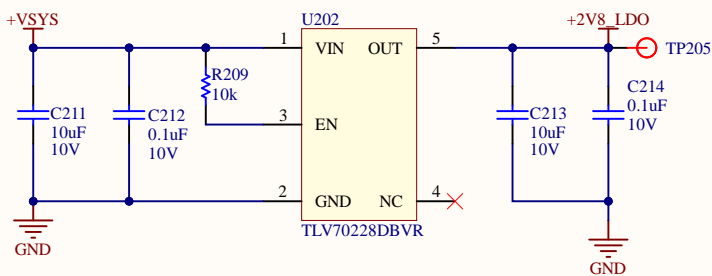 +VSYS
U202
+2V8_LDO
1
VIN
OUT
5
TP205
R209
10k
C211
10uF
10V
C212
0.1uF
10V
3
EN
C213
10uF
10V
C214
0.1uF
10V
2
GND
NC
4
TLV70228DBVR
GND
GND